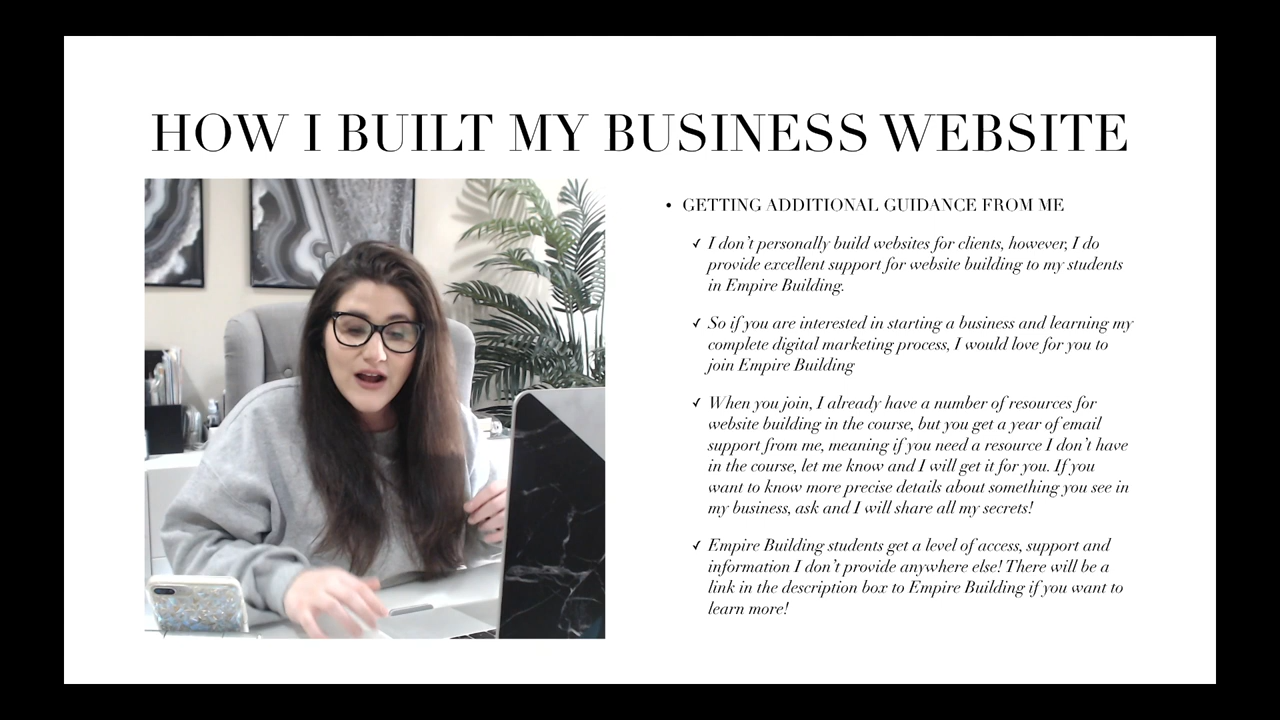 HOW I BUILT MY BUSINESS WEBSITE
• GETTING ADDITIONAL GUIDANCE FROM ME
✓ I don't personally build websites for clients, however, I do
provide excellent support for website building to my students
in Empire Building.
✓ So if you are interested in starting a business and learning my
complete digital marketing process, I would love for you to
join Empire Building
✓ When you join, I already have a number of resources for
website building in the course, but you get a year of email
support from me, meaning if you need a resource I don't have
in the course, let me know and I will get it for you. If you
want to know more precise details about something you see in
my business, ask and I will share all my secrets!
✓ Empire Building students get a level of access, support and
information I don't provide anywhere else! There will be a
link in the description box to Empire Building if you want to
learn more!